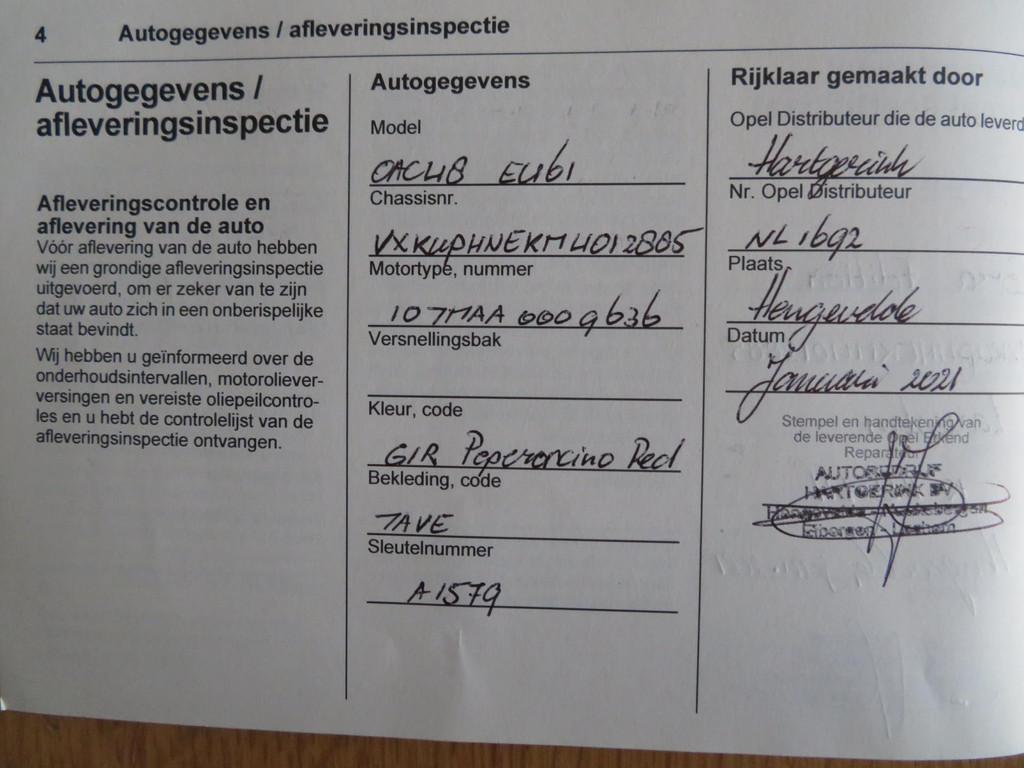 4 Autogegevens / afleveringsinspectie
Autogegevens /
afleveringsinspectie
Afleveringscontrole en
aflevering van de auto
Vóór aflevering van de auto hebben
wij een grondige afleveringsinspectie
uitgevoerd, om er zeker van te zijn
dat uw auto zich in een onberispelijke
staat bevindt.
Wij hebben u geïnformeerd over de
onderhoudsintervallen, motoroliever-
versingen en vereiste oliepeilcontro-
les en u hebt de controlelijst van de
afleveringsinspectie ontvangen.
Autogegevens
Model
Chassisnr.
VXKUPHNEKM4012885
Motortype, nummer
107MAA 0009636
Versnellingsbak
Kleur, code
G1R Peperoncino Red
Bekleding, code
TAVE
Sleutelnummer
A1579
Rijklaar gemaakt door
Opel Distributeur die de auto leverd
Hartgerink
Nr. Opel Distributeur
NL 1692
Plaats
Hengevelde
Datum
Januari 2021
Stempel en handtekening van
de leverende Opel Erkend
Reparateur
AUTOBEDRIJF
HARTGERINK BV